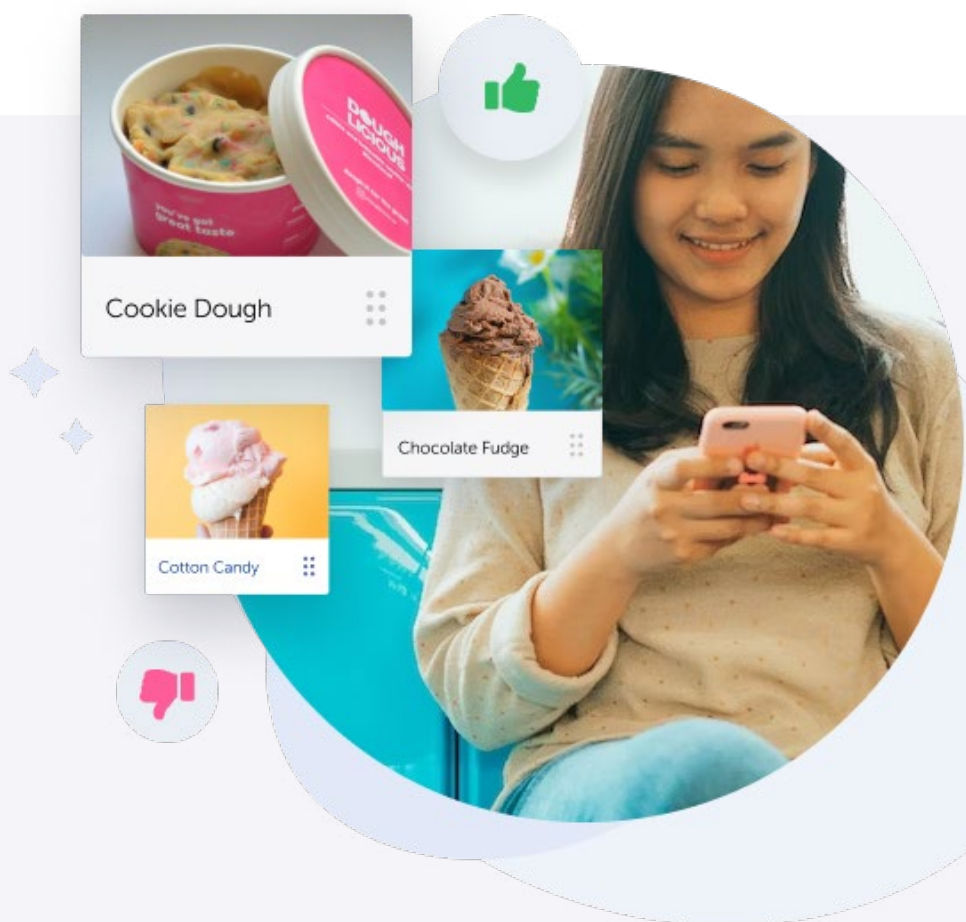 DOUGH
LICIOUS
you've got
great taste
Cookie Dough
Chocolate Fudge
Cotton Candy